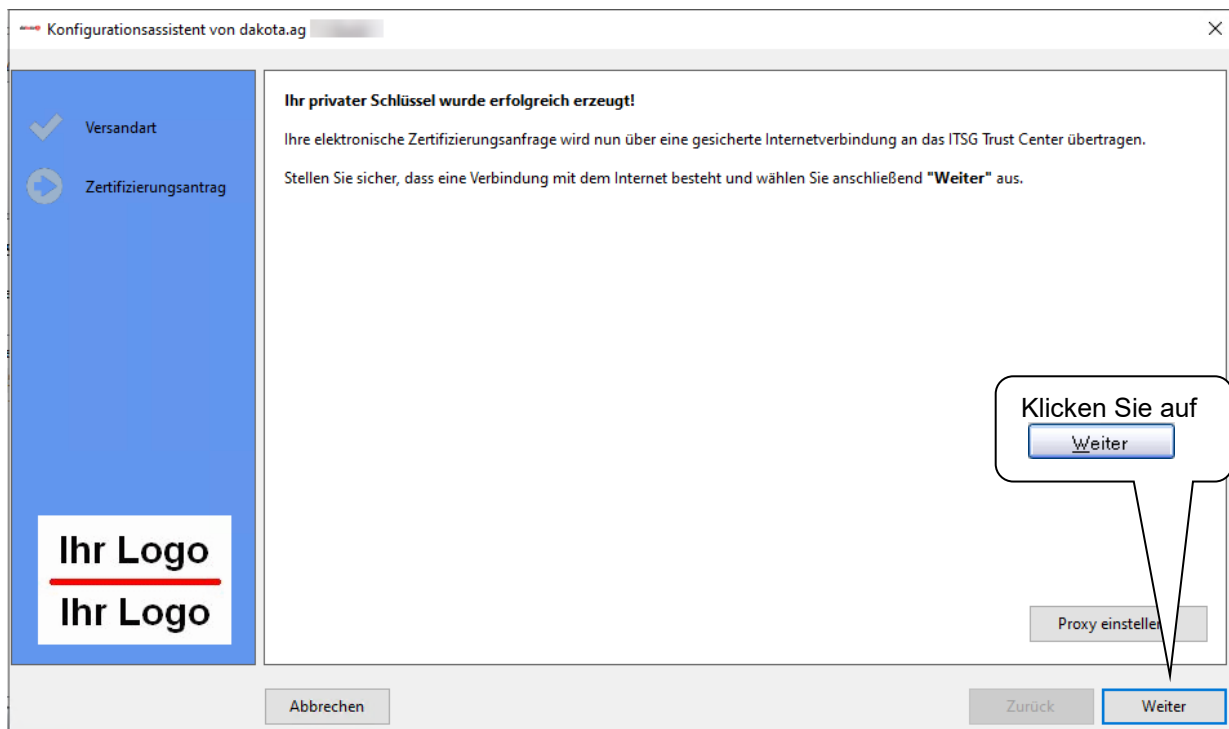 Konfigurationsassistent von dakota.ag
Versandart
Zertifizierungsantrag
Ihr privater Schlüssel wurde erfolgreich erzeugt!
Ihre elektronische Zertifizierungsanfrage wird nun über eine gesicherte Internetverbindung an das ITSG Trust Center übertragen.
Stellen Sie sicher, dass eine Verbindung mit dem Internet besteht und wählen Sie anschließend "Weiter" aus.
Klicken Sie auf
Weiter
Ihr Logo
Ihr Logo
Proxy einstellen
Abbrechen
Zurück
Weiter